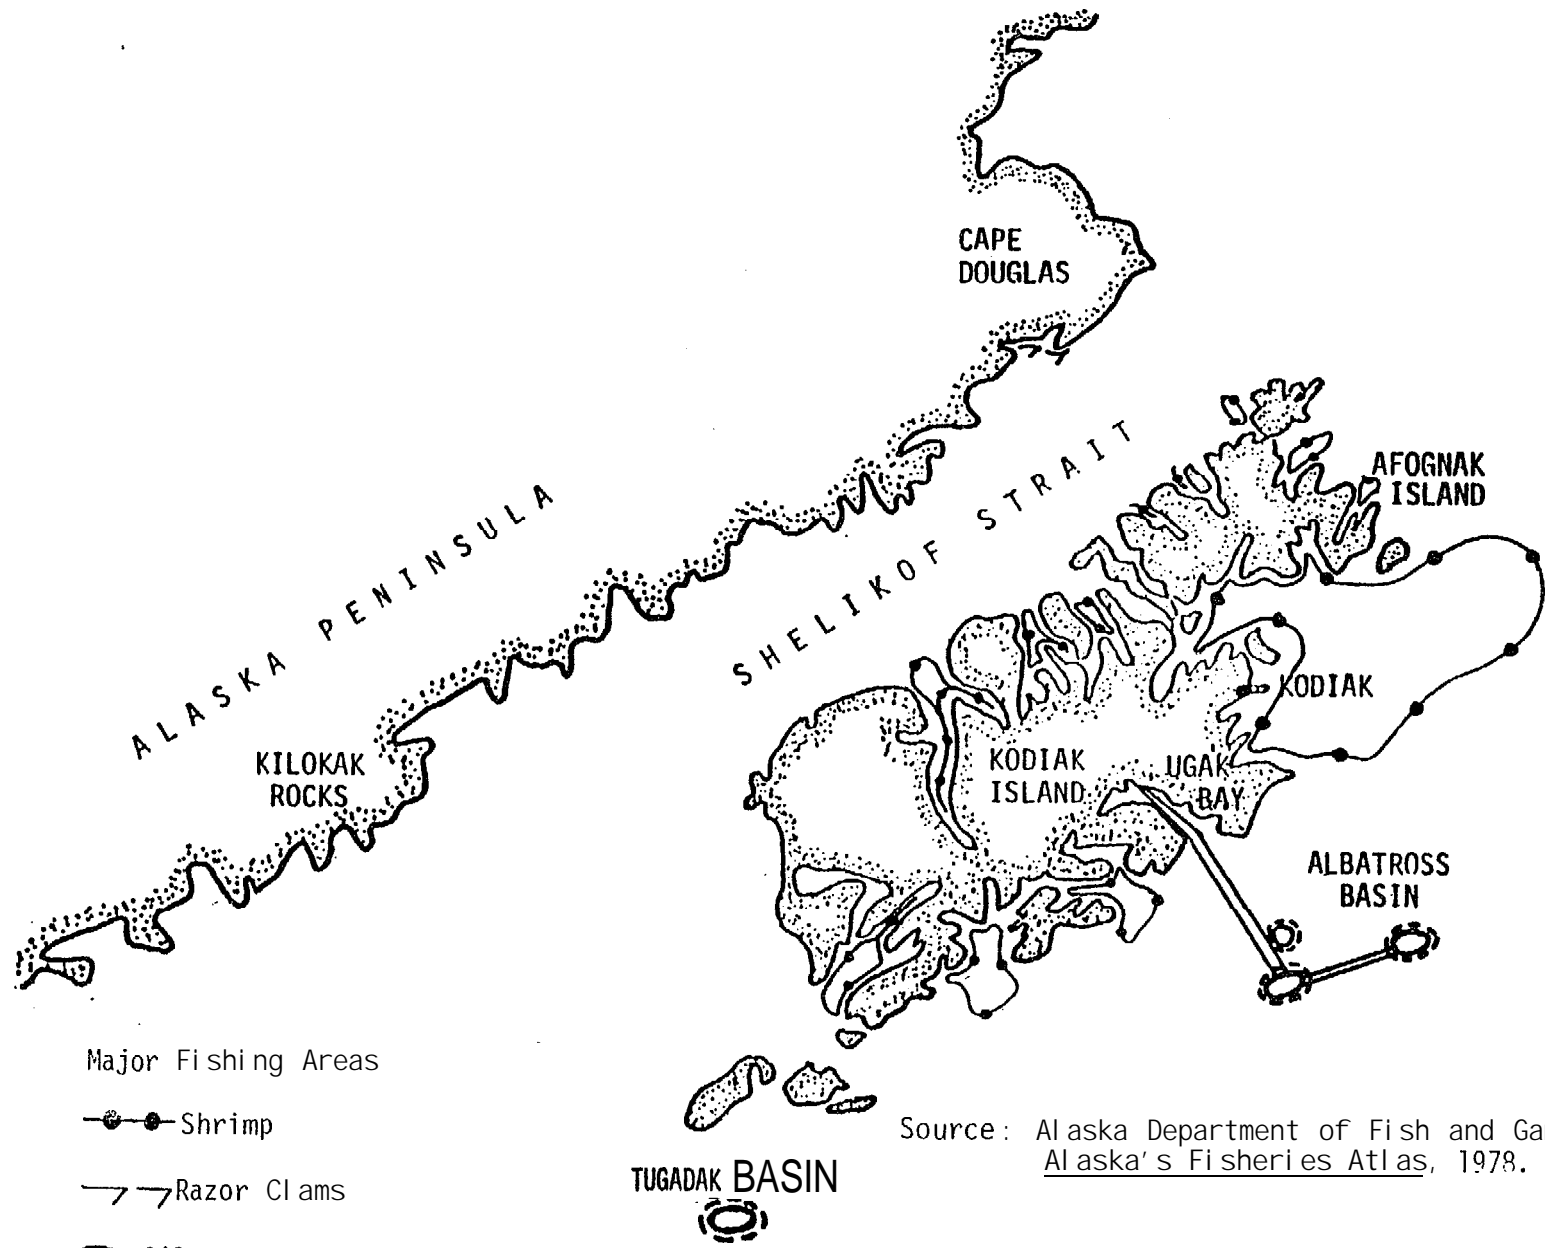 CAPE
DOUGLAS
AFOGNAK
ISLAND
ALASKA PENINSULA
SHELIKOF STRAIT
KODIAK
KILOKAK
ROCKS
KODIAK
ISLAND
UGAK
BAY
ALBATROSS
BASIN
Major Fishing Areas
Shrimp
Razor Clams
TUGADAK BASIN
Source: Alaska Department of Fish and Ga
Alaska's Fisheries Atlas, 1978.